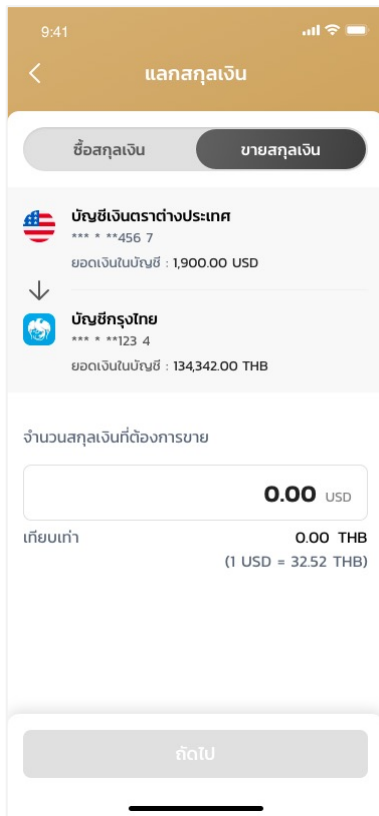 9:41
แลกสกุลเงิน
ซื้อสกุลเงิน
ขายสกุลเงิน
บัญชีเงินตราต่างประเทศ
*** * **456 7
ยอดเงินในบัญชี : 1,900.00 USD
บัญชีกรุงไทย
*** * **123 4
ยอดเงินในบัญชี : 134,342.00 THB
จำนวนสกุลเงินที่ต้องการขาย
0.00 USD
เทียบเท่า 0.00 THB
(1 USD = 32.52 THB)
ถัดไป